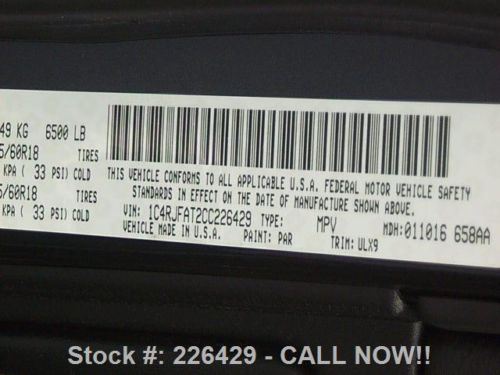 49 KG 6500 LB
5/60R18 TIRES
KPA ( 33 PSI) COLD
5/60R18 TIRES
KPA ( 33 PSI) COLD
THIS VEHICLE CONFORMS TO ALL APPLICABLE U.S.A. FEDERAL MOTOR VEHICLE SAFETY
STANDARDS IN EFFECT ON THE DATE OF MANUFACTURE SHOWN ABOVE.
VIN: 1C4RJFAT2CC226429 TYPE: MPV MDH:011016 658AA
VEHICLE MADE IN U.S.A. PAINT: PAR TRIM: ULX9
Stock #: 226429 - CALL NOW!!